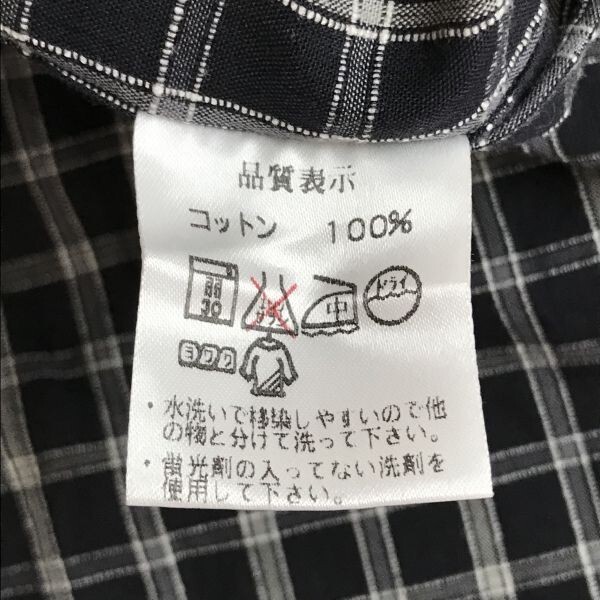 品質表示
コットン 100%
弱
30
中
ドライ
ヨワク
・水洗いで移染しやすいので他
の物と分けて洗って下さい。
・蛍光剤の入ってない洗剤を
使用して下さい。